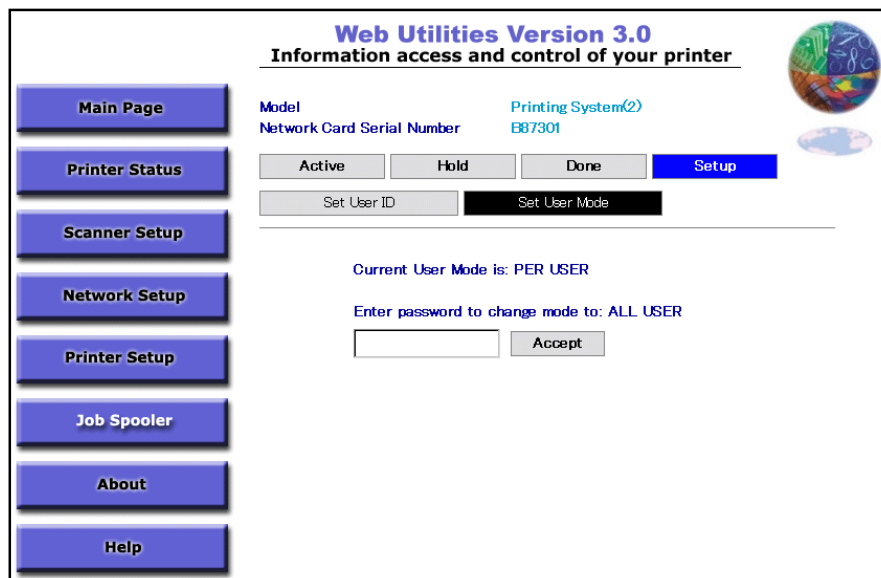 Web Utilities Version 3.0
Information access and control of your printer
Main Page
Printer Status
Scanner Setup
Network Setup
Printer Setup
Job Spooler
About
Help
Model Printing System(2)
Network Card Serial Number B87301
Active Hold Done Setup
Set User ID Set User Mode
Current User Mode is: PER USER
Enter password to change mode to: ALL USER
Accept